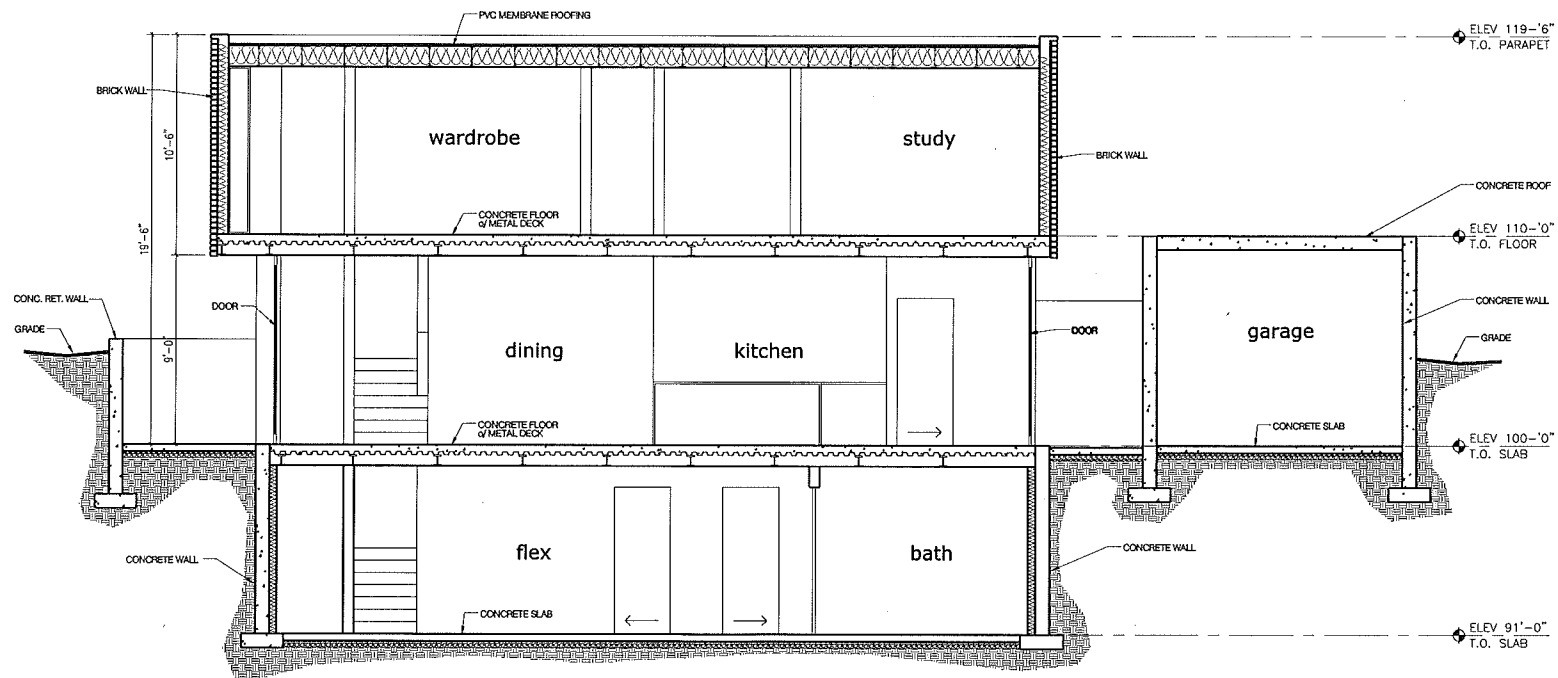 PVC MEMBRANE ROOFING
ELEV 119-'6"
T.O. PARAPET
BRICK WALL
10'-6"
wardrobe
study
BRICK WALL
CONCRETE ROOF
CONCRETE FLOOR
o/ METAL DECK
19'-6"
ELEV 110-'0"
T.O. FLOOR
CONC. RET. WALL
DOOR
CONCRETE WALL
GRADE
9'-0"
dining
kitchen
DOOR
garage
GRADE
CONCRETE FLOOR
o/ METAL DECK
CONCRETE SLAB
ELEV 100-'0"
T.O. SLAB
CONCRETE WALL
flex
bath
CONCRETE WALL
CONCRETE SLAB
ELEV 91'-0"
T.O. SLAB